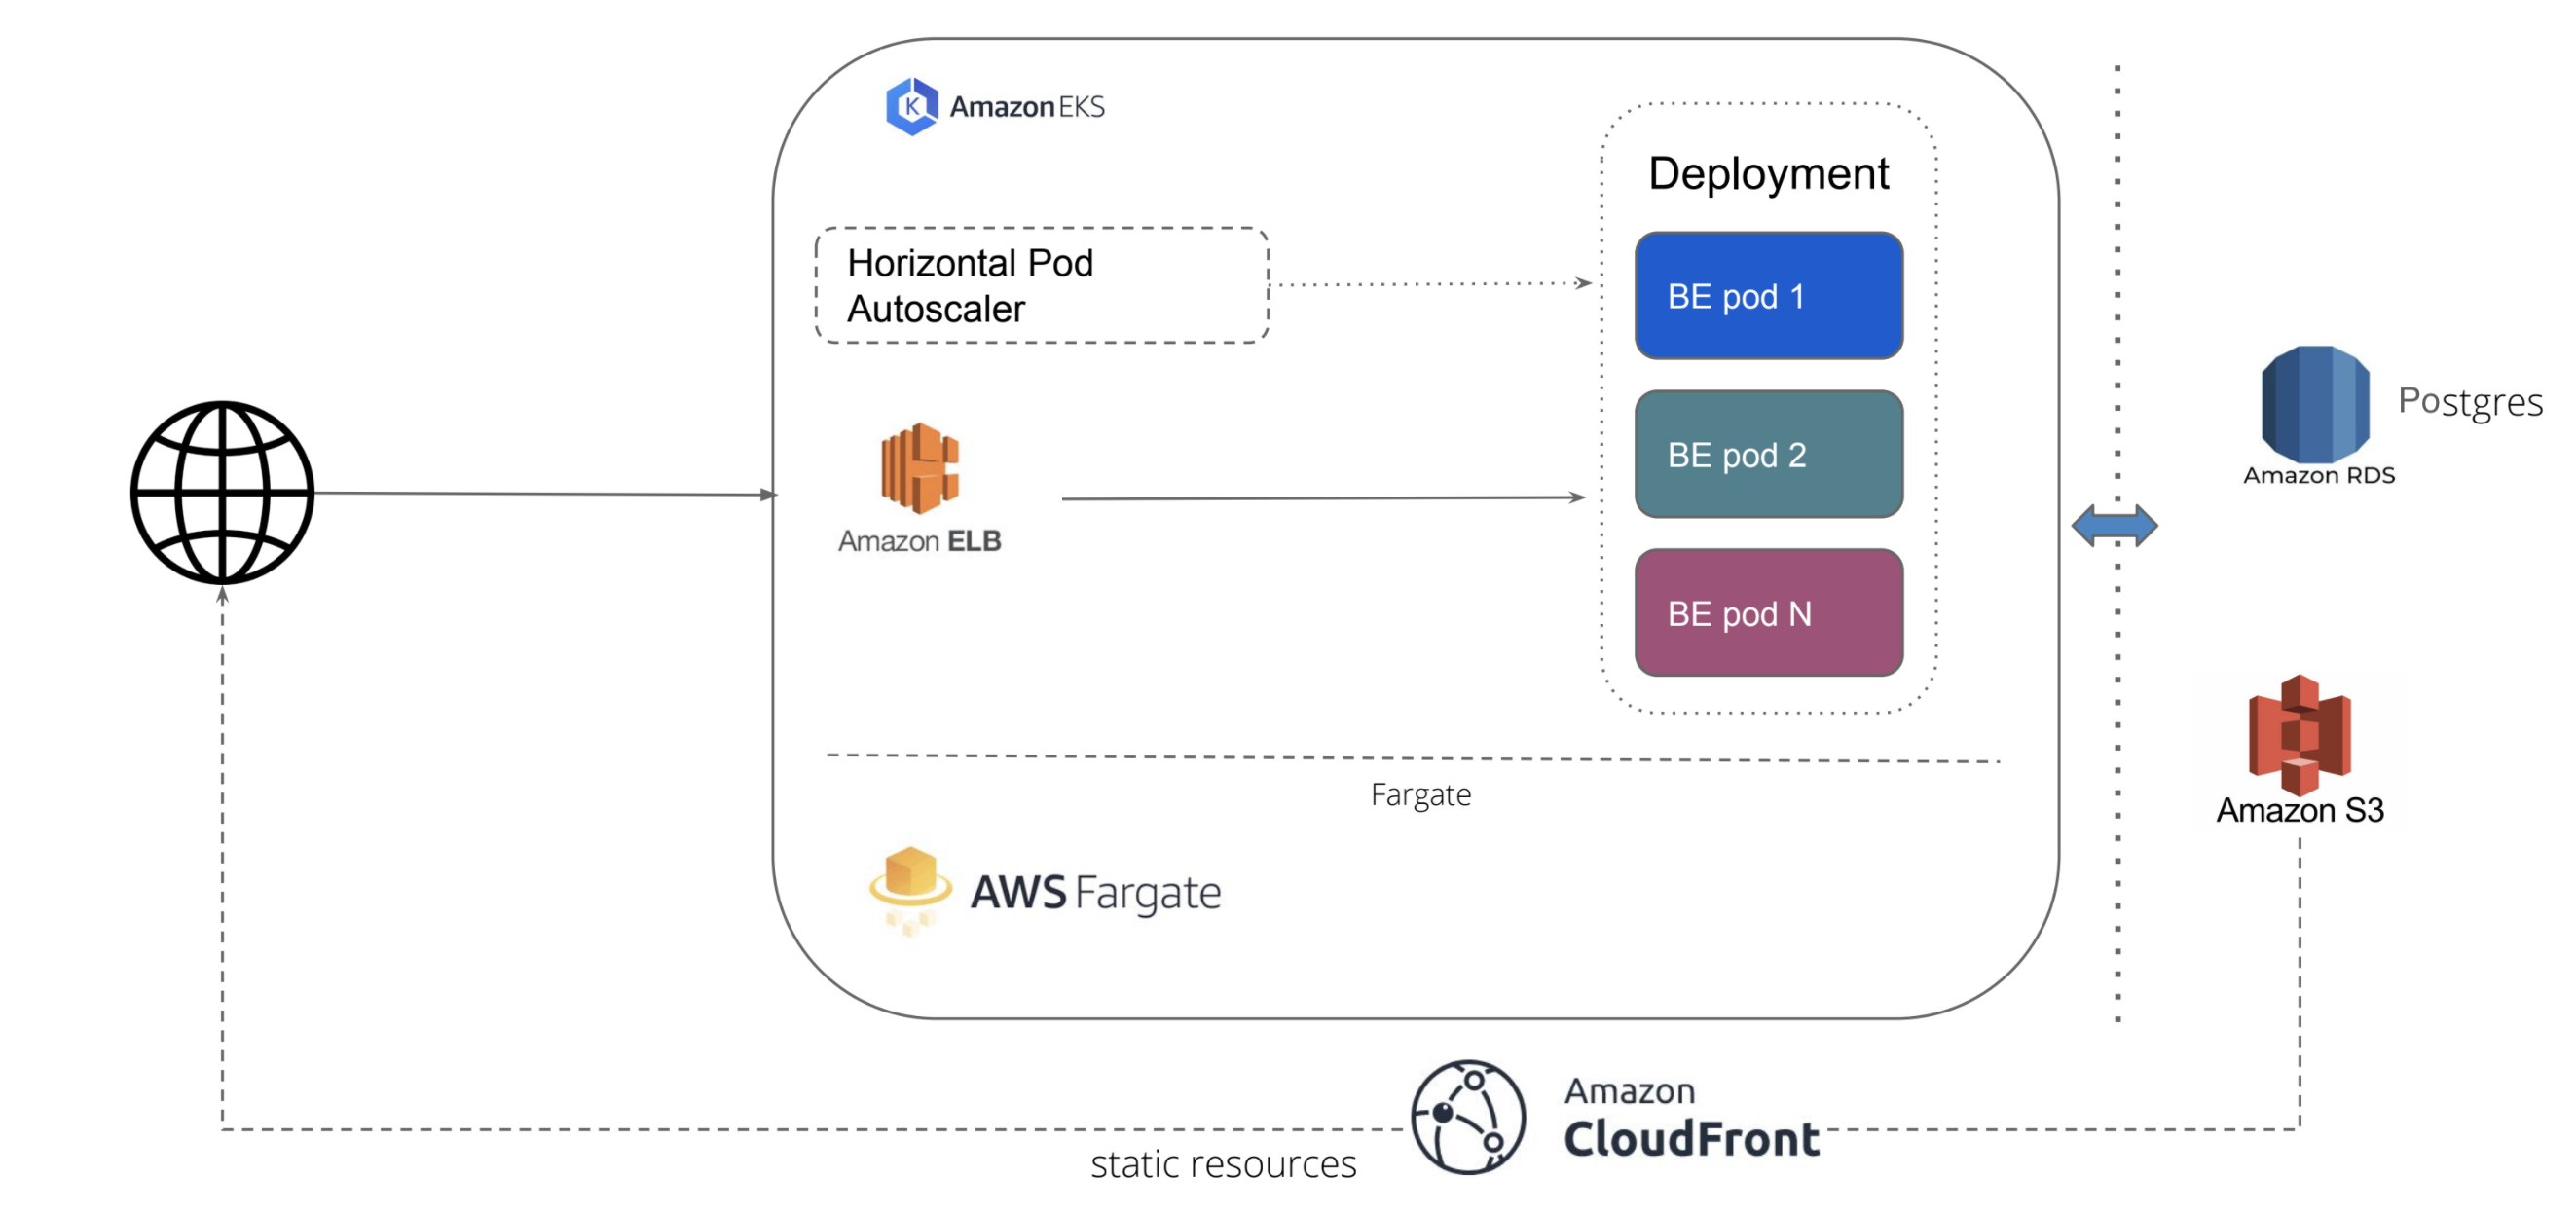 Amazon EKS
Deployment
Horizontal Pod
Autoscaler
BE pod 1
BE pod 2
BE pod N
Amazon ELB
Postgres
Amazon RDS
Amazon S3
Fargate
AWS Fargate
Amazon
CloudFront
static resources